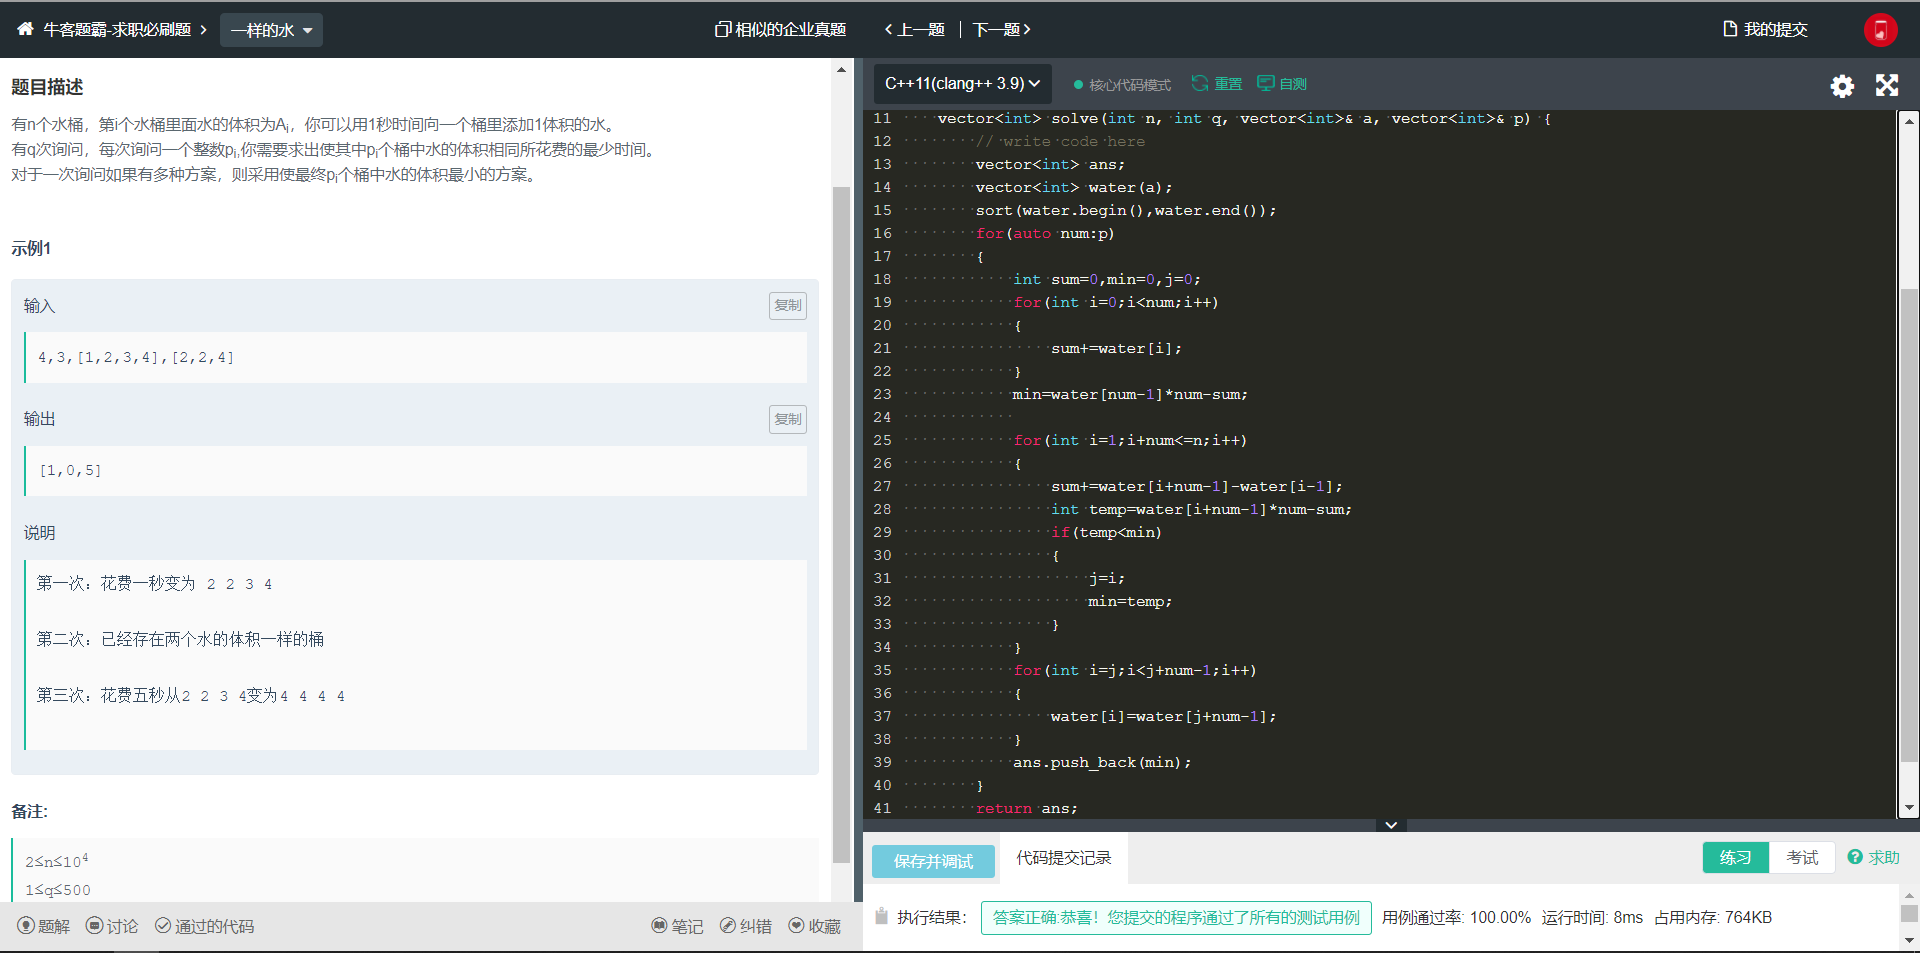 牛客题霸-求职必刷题
一样的水
相似的企业真题
上一题
下一题
我的提交
题目描述
有n个水桶，第i个水桶里面水的体积为Ai，你可以用1秒时间向一个桶里添加1体积的水。
有q次询问，每次询问一个整数pi,你需要求出使其中pi个桶中水的体积相同所花费的最少时间。
对于一次询问如果有多种方案，则采用使最终pi个桶中水的体积最小的方案。
示例1
输入
复制
4,3,[1,2,3,4],[2,2,4]
输出
复制
[1,0,5]
说明
第一次：花费一秒变为 2 2 3 4
第二次：已经存在两个水的体积一样的桶
第三次：花费五秒从2 2 3 4变为4 4 4 4
备注:
2≤n≤10⁴
1≤q≤500
题解
讨论
通过的代码
笔记
纠错
收藏
C++11(clang++ 3.9)
核心代码模式
重置
自测
11 vector<int> solve(int n, int q, vector<int>& a, vector<int>& p) {
12 // write code here
13 vector<int> ans;
14 vector<int> water(a);
15 sort(water.begin(),water.end());
16 for(auto num:p)
17 {
18 int sum=0,min=0,j=0;
19 for(int i=0;i<num;i++)
20 {
21 sum+=water[i];
22 }
23 min=water[num-1]*num-sum;
24
25 for(int i=1;i+num<=n;i++)
26 {
27 sum+=water[i+num-1]-water[i-1];
28 int temp=water[i+num-1]*num-sum;
29 if(temp<min)
30 {
31 j=i;
32 min=temp;
33 }
34 }
35 for(int i=j;i<j+num-1;i++)
36 {
37 water[i]=water[j+num-1];
38 }
39 ans.push_back(min);
40 }
41 return ans;
保存并调试
代码提交记录
练习
考试
求助
执行结果：
答案正确:恭喜！您提交的程序通过了所有的测试用例
用例通过率: 100.00%
运行时间: 8ms
占用内存: 764KB